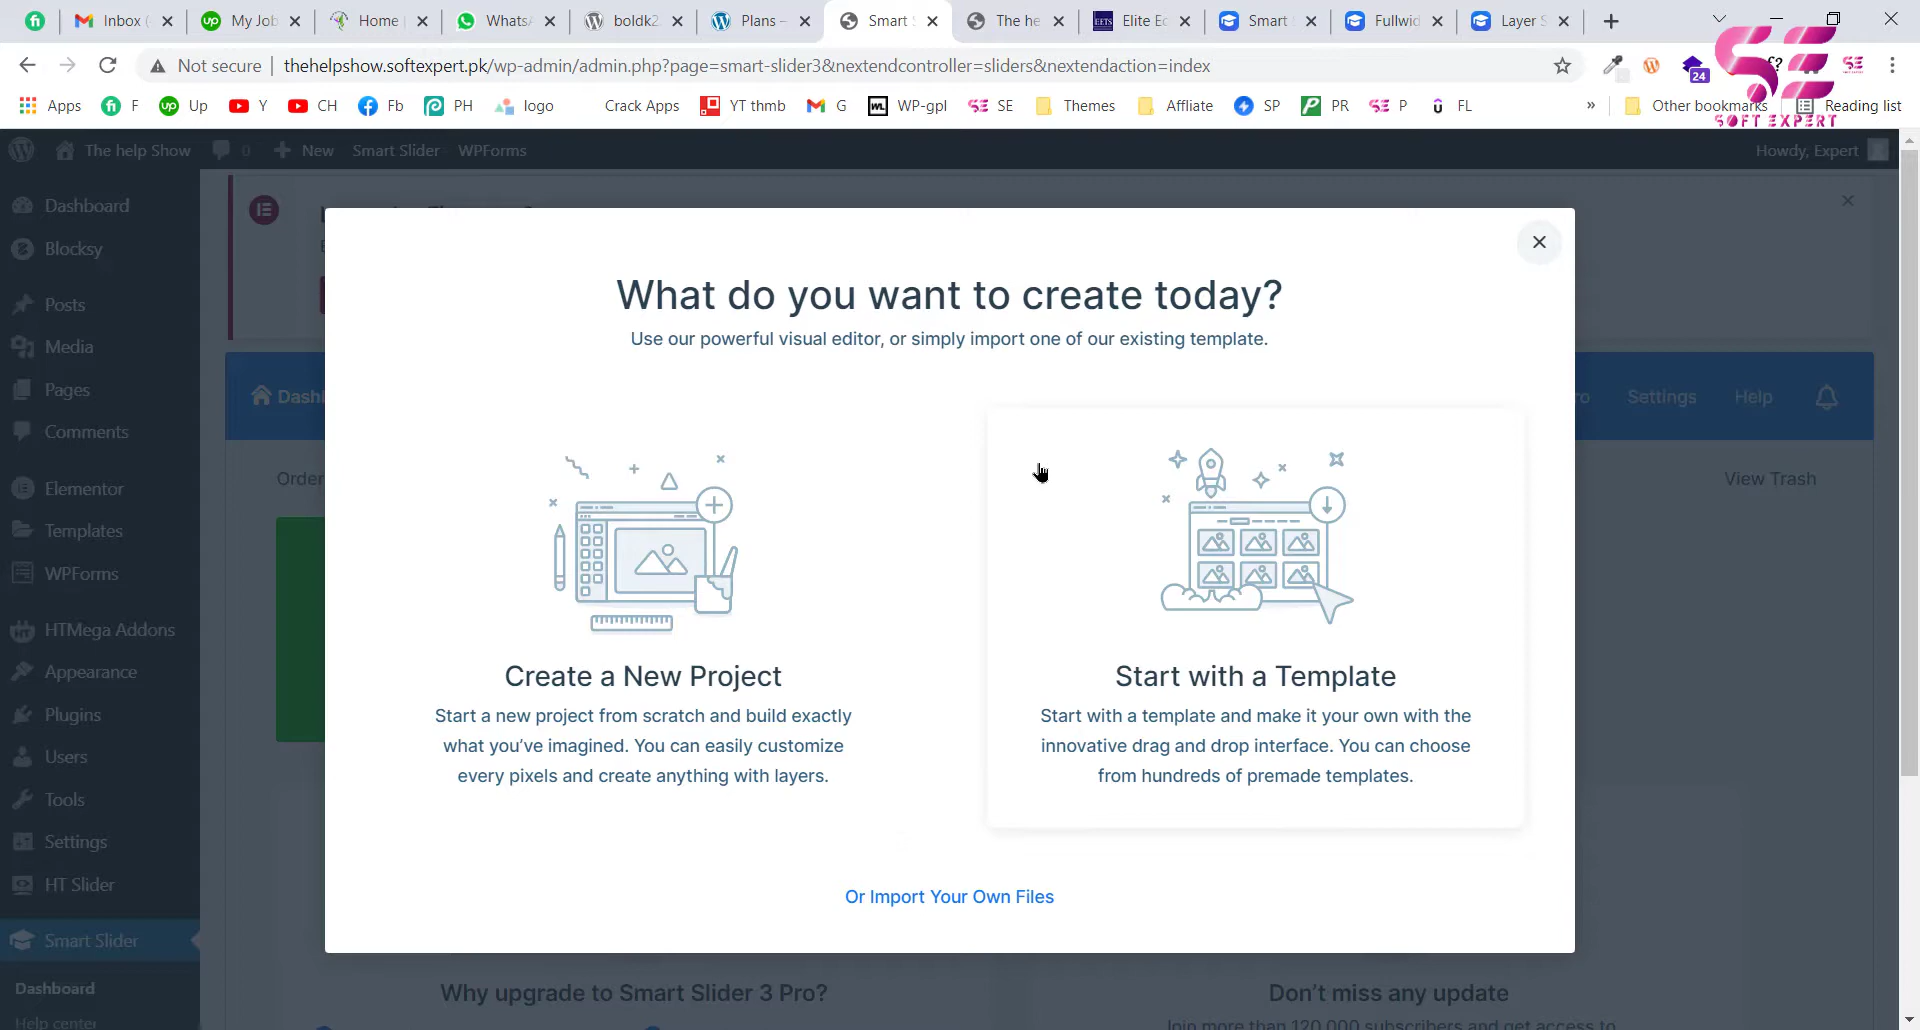 Inbox (
My Job
Home
WhatsA
boldk2
Plans –
Smart S
The he
Elite Ec
Smart
Fullwid
Layer S
Not secure
thehelpshow.softexpert.pk/wp-admin/admin.php?page=smart-slider3&nextendcontroller=sliders&nextendaction=index
24
Apps
F
Up
Y
CH
Fb
PH
logo
Crack Apps
YT thmb
G
WP-gpl
SE
Themes
Affliate
SP
PR
P
FL
»
Other bookmarks
Reading list
SE
SOFT EXPERT
The help Show
0
New
Smart Slider
WPForms
Howdy, Expert
Dashboard
Blocksy
Posts
Media
Pages
Comments
Elementor
Templates
WPForms
HTMega Addons
Appearance
Plugins
Users
Tools
Settings
HT Slider
Smart Slider
Dashboard
Help center
Dashb
ro
Settings
Help
Order
View Trash
What do you want to create today?
Use our powerful visual editor, or simply import one of our existing template.
Create a New Project
Start a new project from scratch and build exactly
what you've imagined. You can easily customize
every pixels and create anything with layers.
Start with a Template
Start with a template and make it your own with the
innovative drag and drop interface. You can choose
from hundreds of premade templates.
Or Import Your Own Files
Why upgrade to Smart Slider 3 Pro?
Don't miss any update
Join more than 120 000 subscribers and get access to